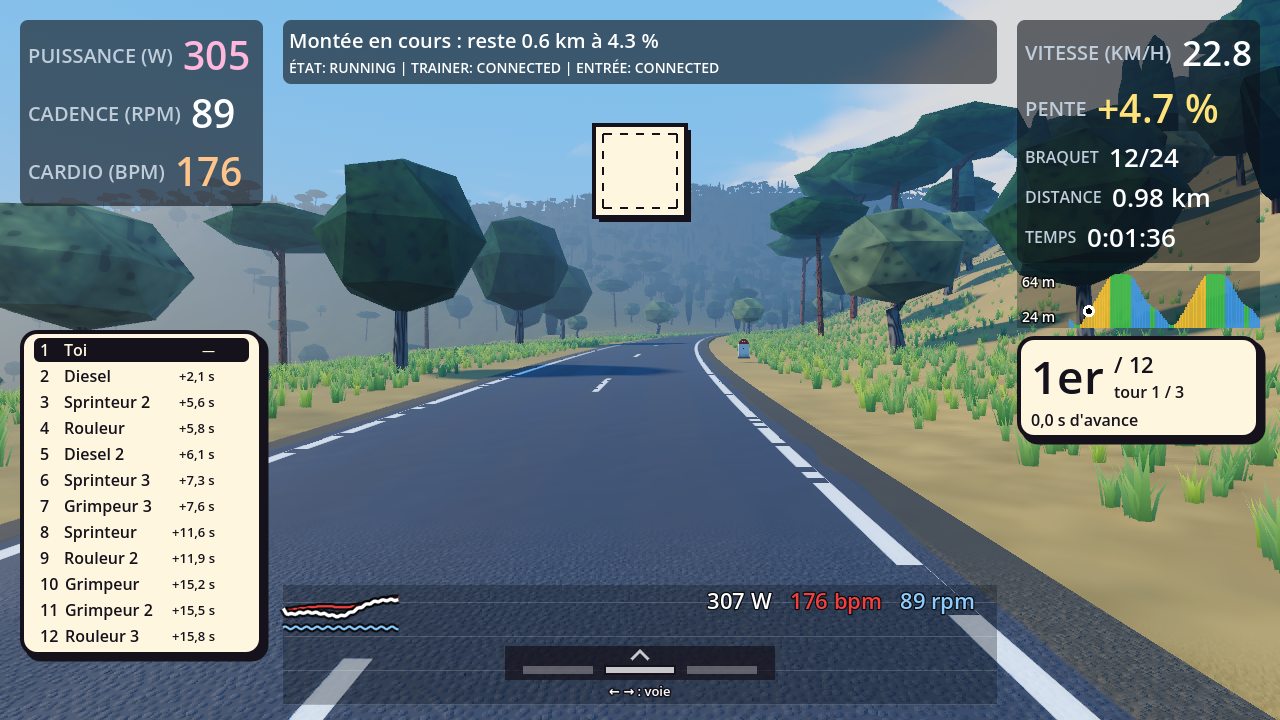 PUISSANCE (W) 305
CADENCE (RPM) 89
CARDIO (BPM) 176
Montée en cours : reste 0.6 km à 4.3 %
ÉTAT: RUNNING | TRAINER: CONNECTED | ENTRÉE: CONNECTED
VITESSE (KM/H) 22.8
PENTE +4.7 %
BRAQUET 12/24
DISTANCE 0.98 km
TEMPS 0:01:36
64 m
24 m
1er / 12
tour 1 / 3
0,0 s d'avance
1 Toi —
2 Diesel +2,1 s
3 Sprinteur 2 +5,6 s
4 Rouleur +5,8 s
5 Diesel 2 +6,1 s
6 Sprinteur 3 +7,3 s
7 Grimpeur 3 +7,6 s
8 Sprinteur +11,6 s
9 Rouleur 2 +11,9 s
10 Grimpeur +15,2 s
11 Grimpeur 2 +15,5 s
12 Rouleur 3 +15,8 s
307 W 176 bpm 89 rpm
← → : voie